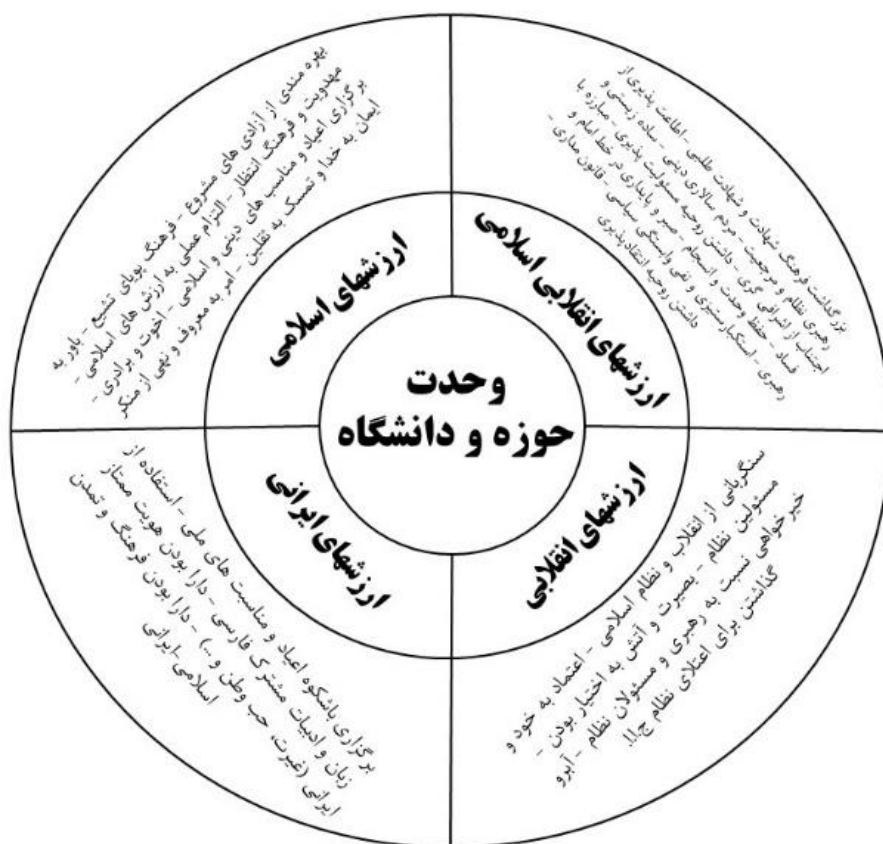 وحدت
حوزه و دانشگاه
ارزشهای انقلابی اسلامی
بزرگداشت فرهنگ شهادت و شهادت طلبی - اطاعت پذیری از
رهبری نظام و مرجعیت - مردم سالاری دینی - ساده زیستی و
اجتناب از اشرافی گری - داشتن روحیه مسئولیت پذیری - مبارزه با
فساد - حفظ وحدت و انسجام - صبر و پایداری در خط امام و
رهبری - استکبارستیزی و نفی وابستگی سیاسی - قانون مداری -
داشتن روحیه انتقادپذیری
ارزشهای اسلامی
بهره مندی از آزادی های مشروع - فرهنگ پویای تشیع - باور به
مهدویت و فرهنگ انتظار - التزام عملی به ارزش های اسلامی -
برگزاری اعیاد و مناسب های دینی و اسلامی - اخوت و برادری -
ایمان به خدا و تمسک به ثقلین - امر به معروف و نهی از منکر
ارزشهای ایرانی
برگزاری باشکوه اعیاد و مناسبت های ملی - استفاده از
زبان و ادبیات مشترک فارسی - دارا بودن هویت ممتاز
ایرانی (غیرت، حب وطن و ...) - دارا بودن فرهنگ و تمدن
اسلامی-ایرانی
ارزشهای انقلابی
سنگربانی از انقلاب و نظام اسلامی - اعتماد به خود و
مسئولین نظام - بصیرت و آتش به اختیار بودن -
خیر خواهی نسبت به رهبری و مسئولان نظام - آبرو
گذاشتن برای اعتلای نظام ج.ا.ا.